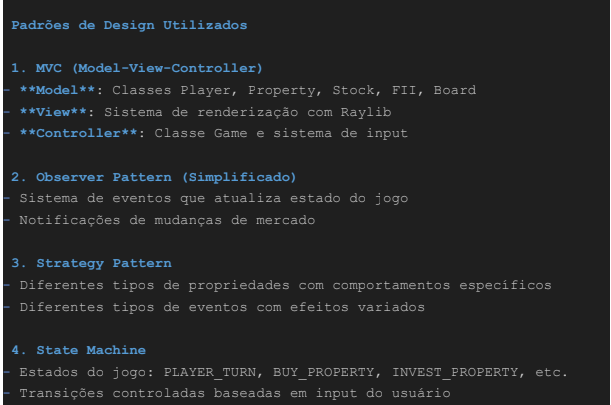 Padrões de Design Utilizados
1. MVC (Model-View-Controller)
- **Model**: Classes Player, Property, Stock, FII, Board
- **View**: Sistema de renderização com Raylib
- **Controller**: Classe Game e sistema de input
2. Observer Pattern (Simplificado)
- Sistema de eventos que atualiza estado do jogo
- Notificações de mudanças de mercado
3. Strategy Pattern
- Diferentes tipos de propriedades com comportamentos específicos
- Diferentes tipos de eventos com efeitos variados
4. State Machine
- Estados do jogo: PLAYER_TURN, BUY_PROPERTY, INVEST_PROPERTY, etc.
- Transições controladas baseadas em input do usuário